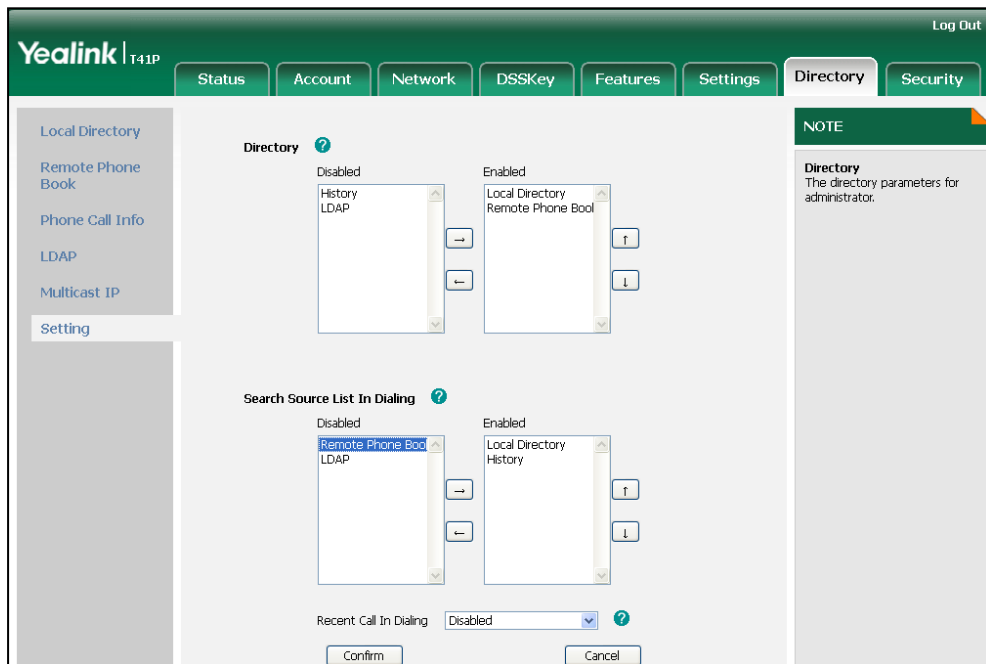 Log Out
Yealink T41P
Status Account Network DSSKey Features Settings Directory Security
Local Directory
Remote Phone
Book
Phone Call Info
LDAP
Multicast IP
Setting
Directory ?
Disabled Enabled
History
LDAP
Local Directory
Remote Phone Bool
→
←
↑
↓
Search Source List In Dialing ?
Disabled Enabled
Remote Phone Boo
LDAP
Local Directory
History
→
←
↑
↓
Recent Call In Dialing Disabled ?
Confirm Cancel
NOTE
Directory
The directory parameters for
administrator.